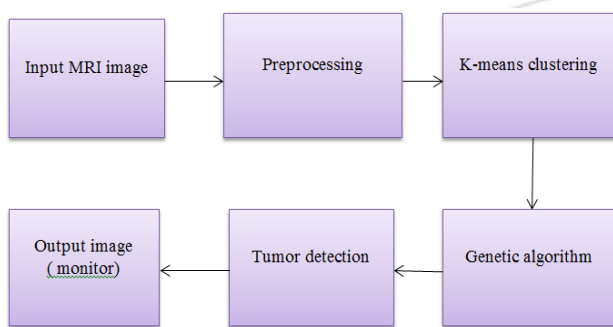 Input MRI image
Preprocessing
K-means clustering
Genetic algorithm
Tumor detection
Output image
( monitor)